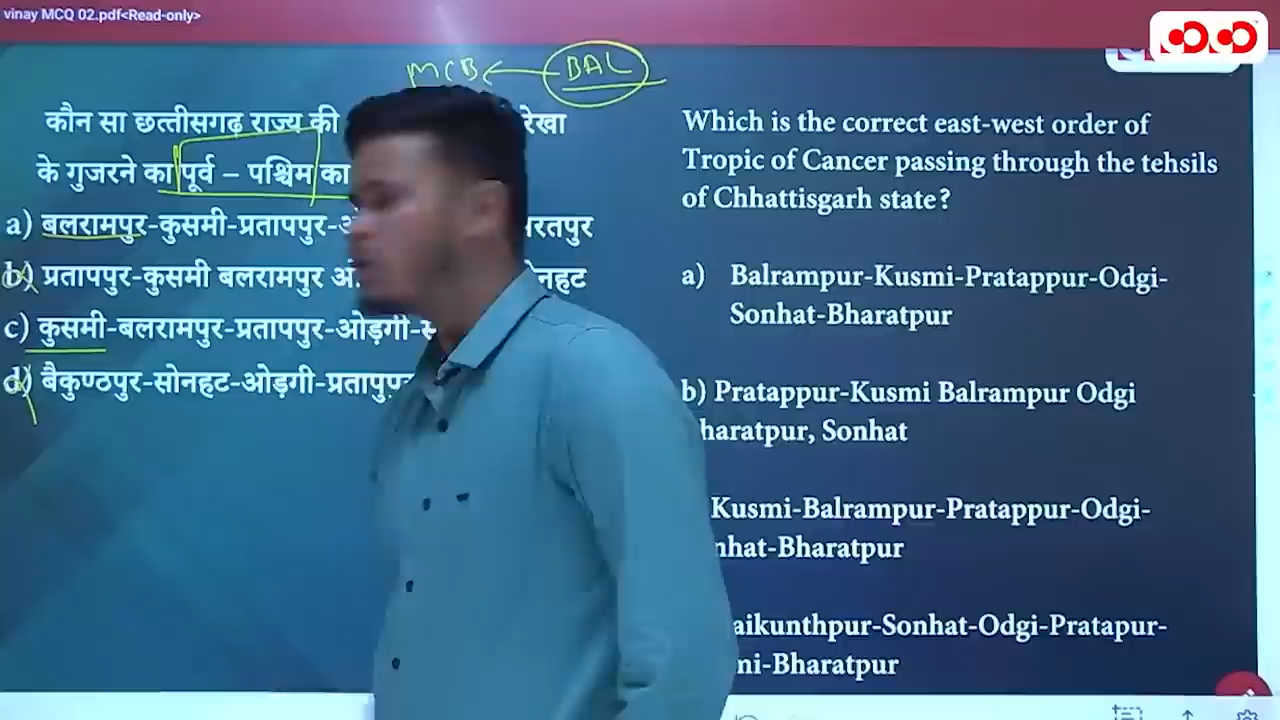 vinay MCQ 02.pdf<Read-only>
MCB ← BAL
कौन सा छत्तीसगढ़ राज्य की रेखा
के गुजरने का पूर्व – पश्चिम का
a) बलरामपुर-कुसमी-प्रतापपुर-
b) प्रतापपुर-कुसमी बलरामपुर
c) कुसमी-बलरामपुर-प्रतापपुर-ओड़गी-
d) बैकुण्ठपुर-सोनहट-ओड़गी-
Which is the correct east-west order of
Tropic of Cancer passing through the tehsils
of Chhattisgarh state?
a) Balrampur-Kusmi-Pratappur-Odgi-
Sonhat-Bharatpur
b) Pratappur-Kusmi Balrampur Odgi
haratpur, Sonhat
Kusmi-Balrampur-Pratappur-Odgi-
nhat-Bharatpur
aikunthpur-Sonhat-Odgi-Pratapur-
ni-Bharatpur